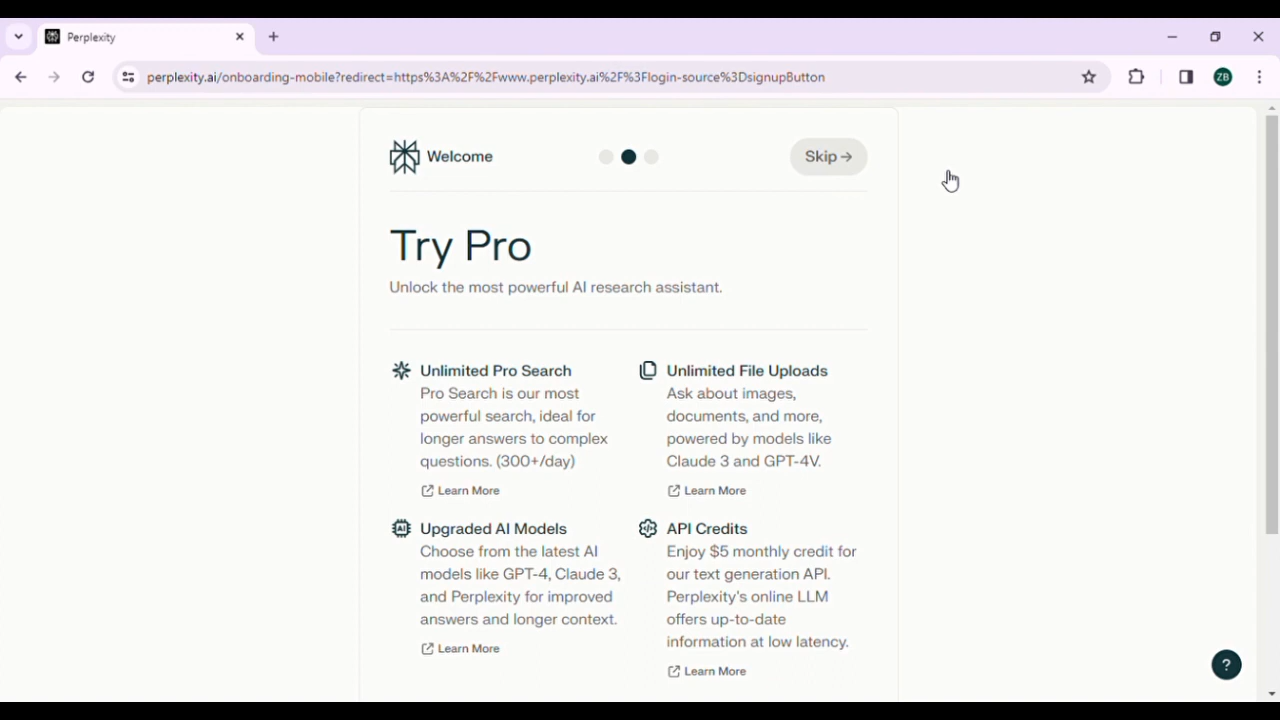 Perplexity
perplexity.ai/onboarding-mobile?redirect=https%3A%2F%2Fwww.perplexity.ai%2F%3Flogin-source%3DsignupButton
ZB
Welcome
Skip →
Try Pro
Unlock the most powerful AI research assistant.
Unlimited Pro Search
Pro Search is our most
powerful search, ideal for
longer answers to complex
questions. (300+/day)
Learn More
Unlimited File Uploads
Ask about images,
documents, and more,
powered by models like
Claude 3 and GPT-4V.
Learn More
AI
Upgraded AI Models
Choose from the latest AI
models like GPT-4, Claude 3,
and Perplexity for improved
answers and longer context.
Learn More
API Credits
Enjoy $5 monthly credit for
our text generation API.
Perplexity's online LLM
offers up-to-date
information at low latency.
Learn More
?